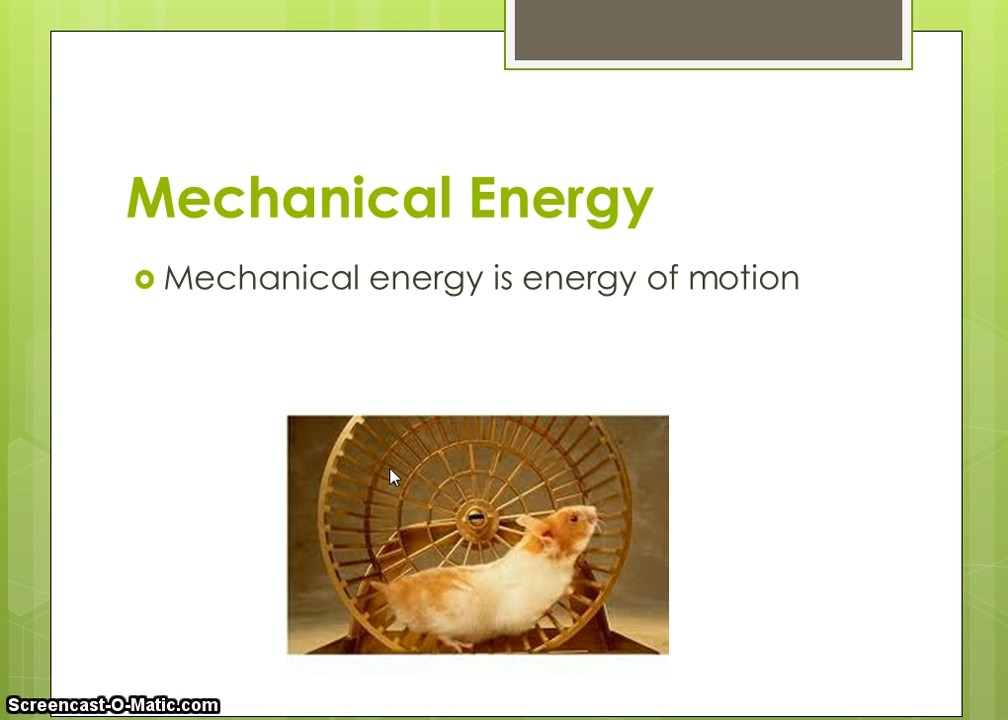 Mechanical Energy
Mechanical energy is energy of motion
Screencast-O-Matic.com